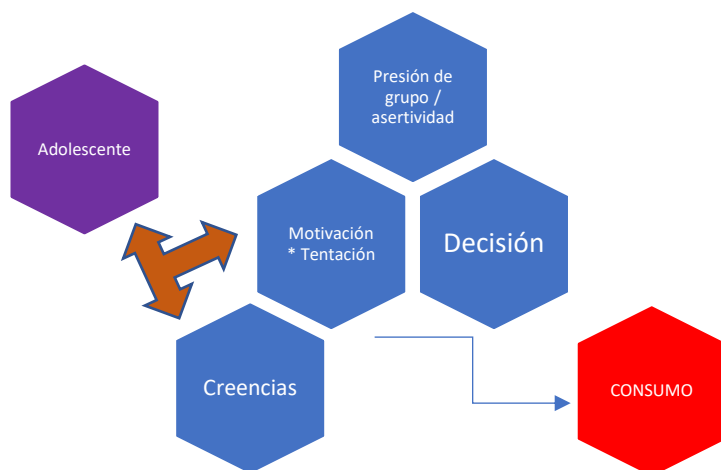 Presión de
grupo /
asertividad
Adolescente
Motivación
* Tentación
Decisión
Creencias
CONSUMO